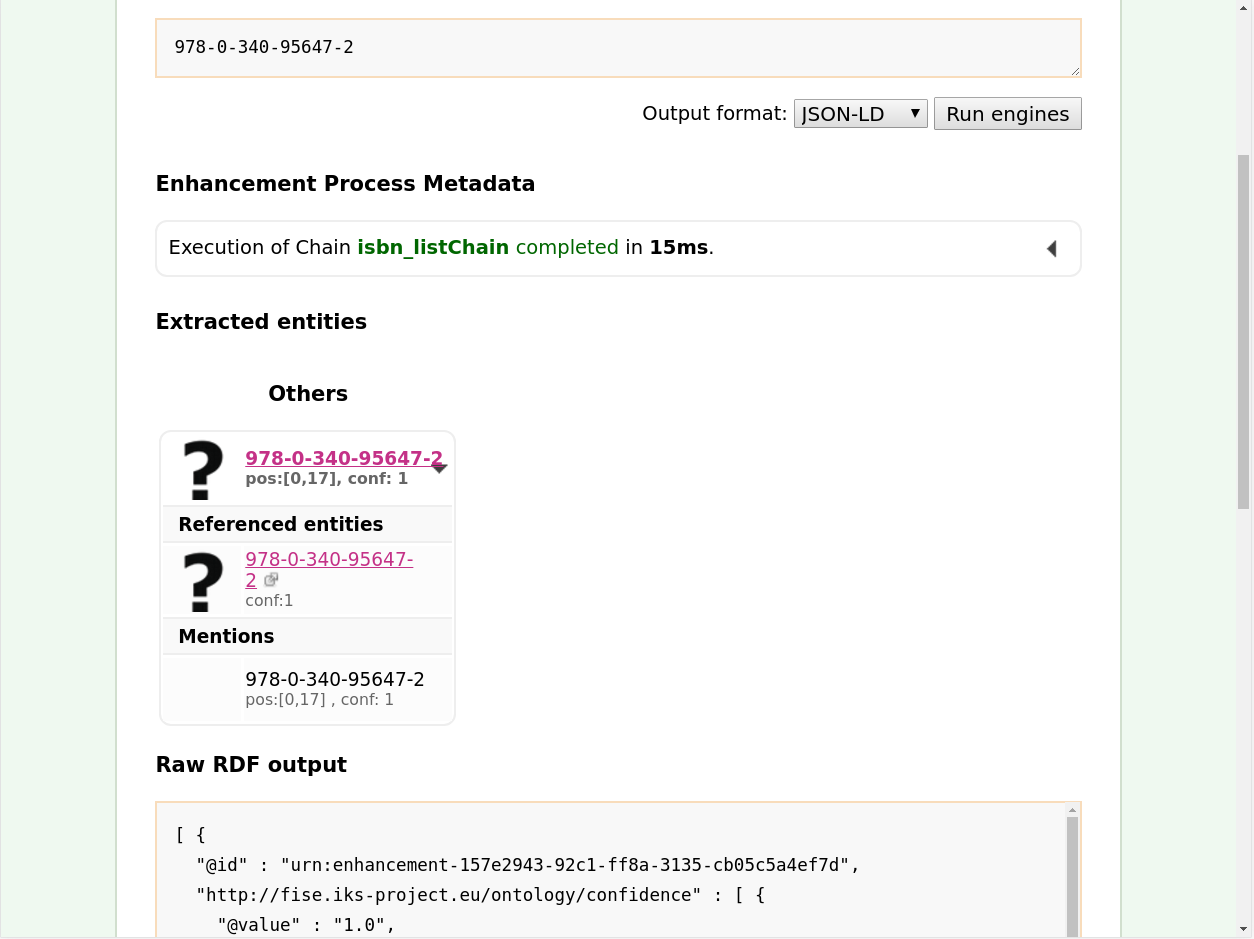 978-0-340-95647-2
Output format: JSON-LD ▼ Run engines
Enhancement Process Metadata
Execution of Chain isbn_listChain completed in 15ms.
Extracted entities
Others
? 978-0-340-95647-2
pos:[0,17], conf: 1
Referenced entities
? 978-0-340-95647-
2
conf:1
Mentions
978-0-340-95647-2
pos:[0,17] , conf: 1
Raw RDF output
[ {
"@id" : "urn:enhancement-157e2943-92c1-ff8a-3135-cb05c5a4ef7d",
"http://fise.iks-project.eu/ontology/confidence" : [ {
"@value" : "1.0",